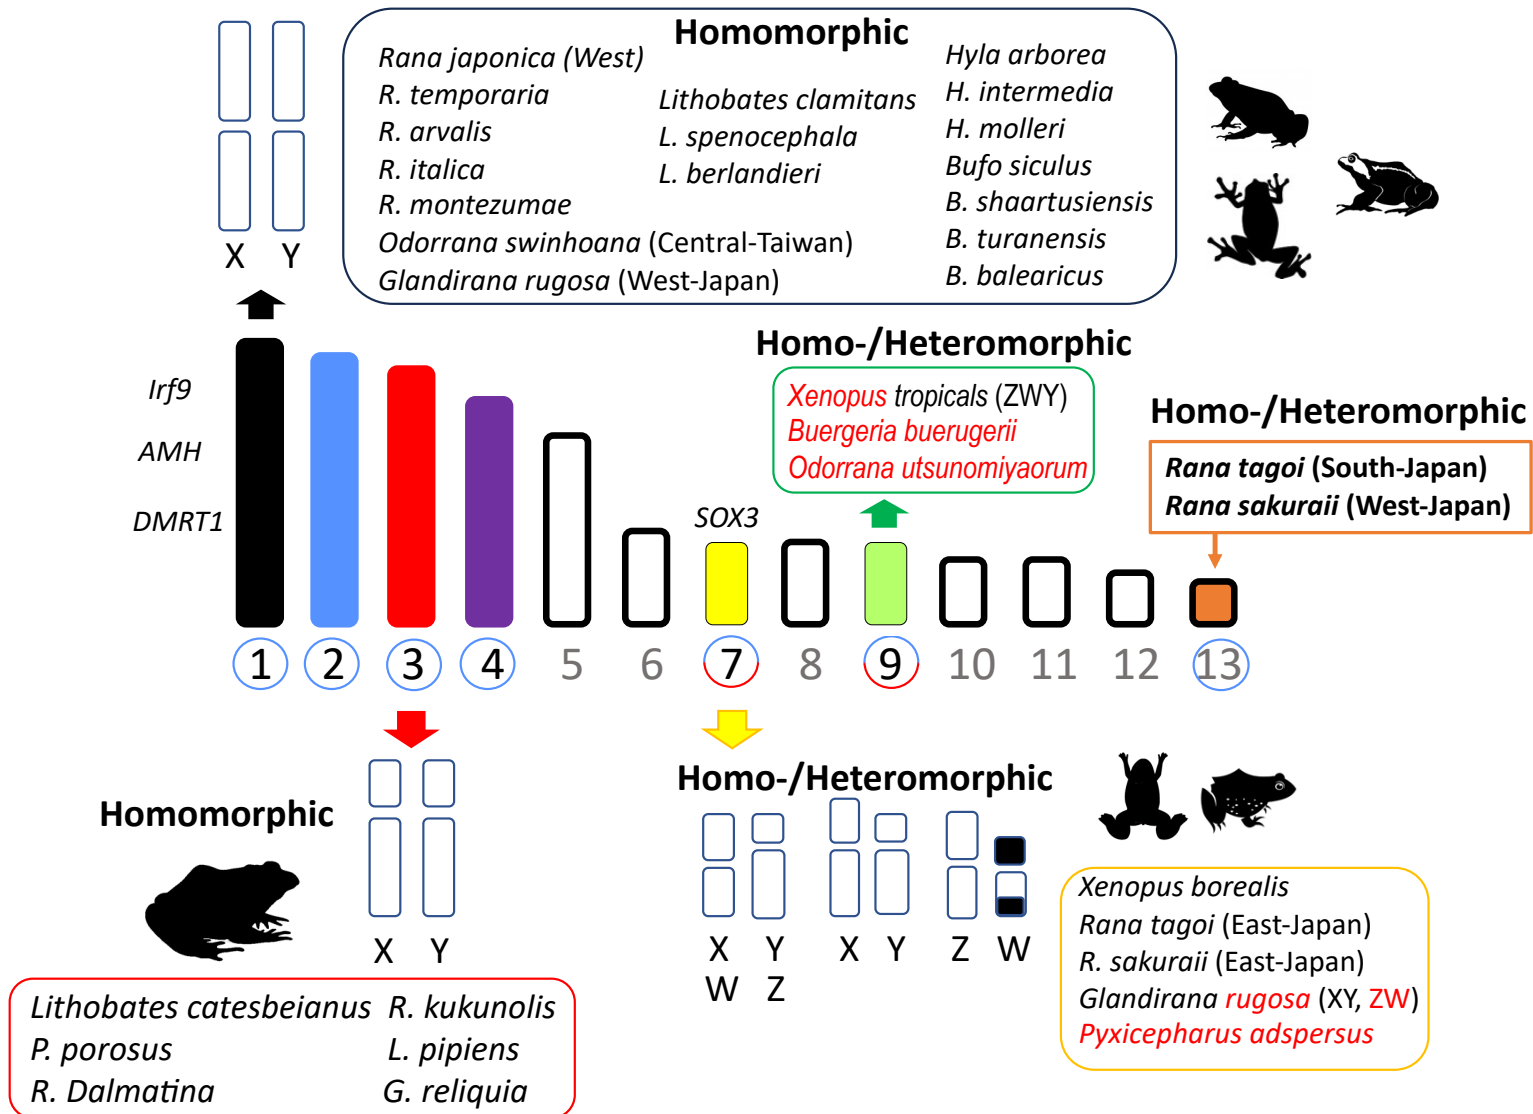 Homomorphic
Rana japonica (West)
R. temporaria
R. arvalis
R. italica
R. montezumae
Odorrana swinhoana (Central-Taiwan)
Glandirana rugosa (West-Japan)
Lithobates clamitans
L. spenocephala
L. berlandieri
Hyla arborea
H. intermedia
H. molleri
Bufo siculus
B. shaartusiensis
B. turanensis
B. balearicus
X Y
Irf9
AMH
DMRT1
SOX3
Homo-/Heteromorphic
Xenopus tropicals (ZWY)
Buergeria buerugerii
Odorrana utsunomiyaorum
Homo-/Heteromorphic
Rana tagoi (South-Japan)
Rana sakuraii (West-Japan)
1 2 3 4 5 6 7 8 9 10 11 12 13
Homomorphic
X Y
Lithobates catesbeianus R. kukunolis
P. porosus L. pipiens
R. Dalmatina G. reliquia
Homo-/Heteromorphic
X Y X Y Z W
W Z
Xenopus borealis
Rana tagoi (East-Japan)
R. sakuraii (East-Japan)
Glandirana rugosa (XY, ZW)
Pyxicepharus adspersus